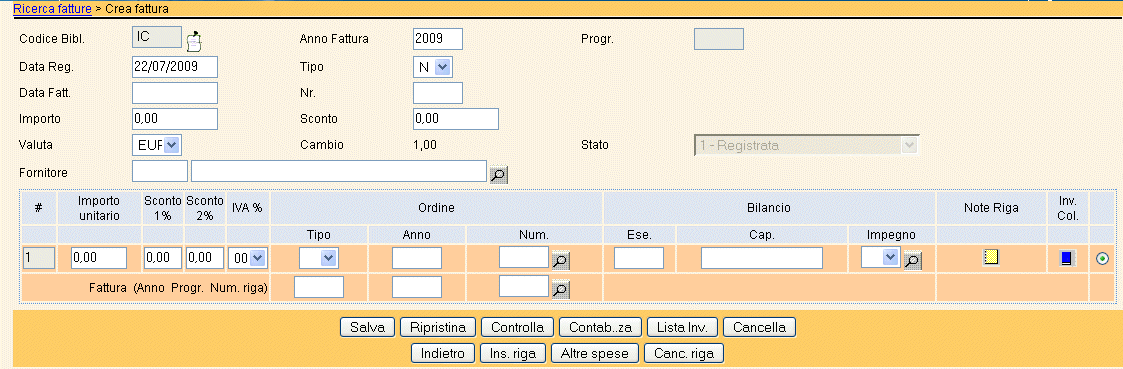 Ricerca fatture > Crea fattura
Codice Bibl. IC Anno Fattura 2009 Progr.
Data Reg. 22/07/2009 Tipo N
Data Fatt. Nr.
Importo 0,00 Sconto 0,00
Valuta EUF Cambio 1,00 Stato 1 - Registrata
Fornitore
# Importo unitario Sconto 1% Sconto 2% IVA % Ordine Bilancio Note Riga Inv. Col.
Tipo Anno Num. Ese. Cap. Impegno
1 0,00 0,00 0,00 00
Fattura (Anno Progr. Num. riga)
Salva Ripristina Controlla Contab..za Lista Inv. Cancella
Indietro Ins. riga Altre spese Canc. riga